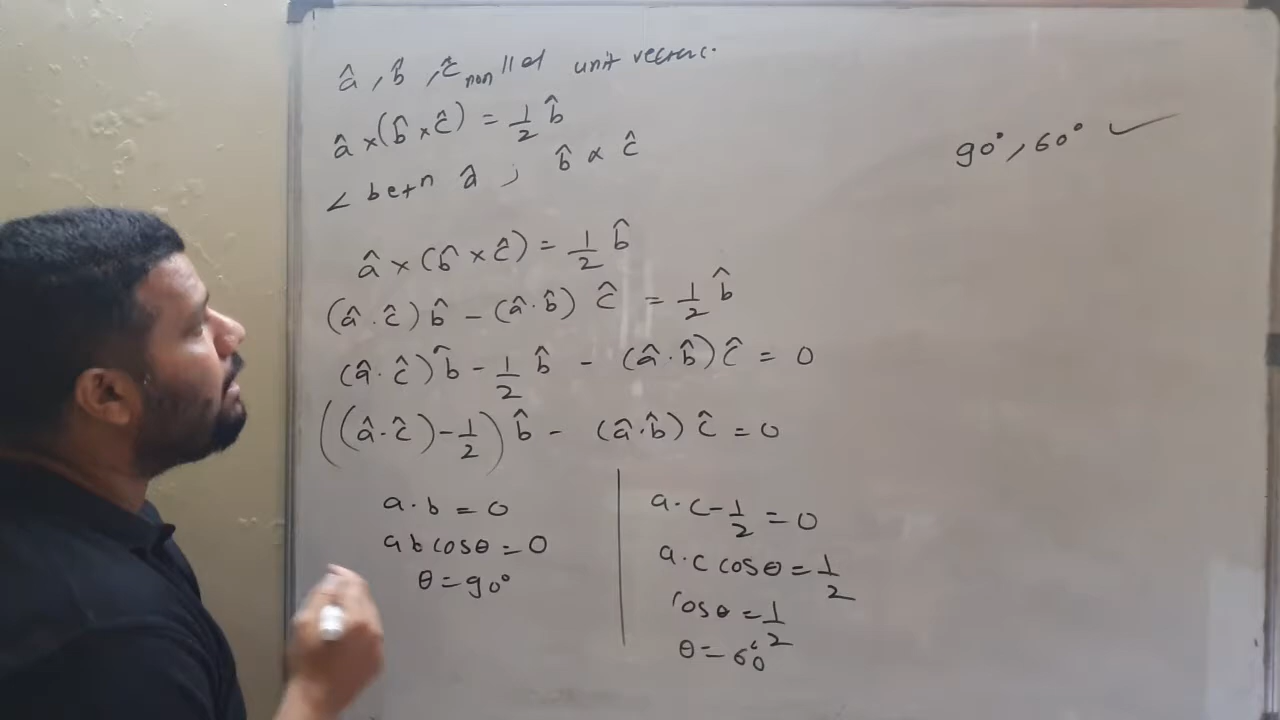 â, b̂, ĉ non ||el unit vectors.
â × (b̂ × ĉ) = 1/2 b̂
∠ betn â, b̂ & ĉ
90°, 60° ✓
â × (b̂ × ĉ) = 1/2 b̂
(â · ĉ) b̂ - (â · b̂) ĉ = 1/2 b̂
(â · ĉ) b̂ - 1/2 b̂ - (â · b̂) ĉ = 0
((â · ĉ) - 1/2) b̂ - (â · b̂) ĉ = 0
a · b = 0
ab cosθ = 0
θ = 90°
a · c - 1/2 = 0
a · c cosθ = 1/2
cosθ = 1/2
θ = 60°